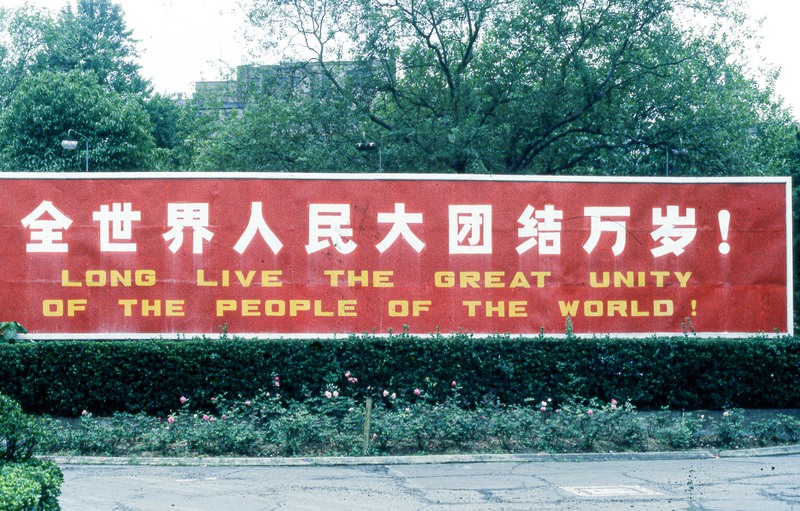 全世界人民大团结万岁!
LONG LIVE THE GREAT UNITY
OF THE PEOPLE OF THE WORLD!